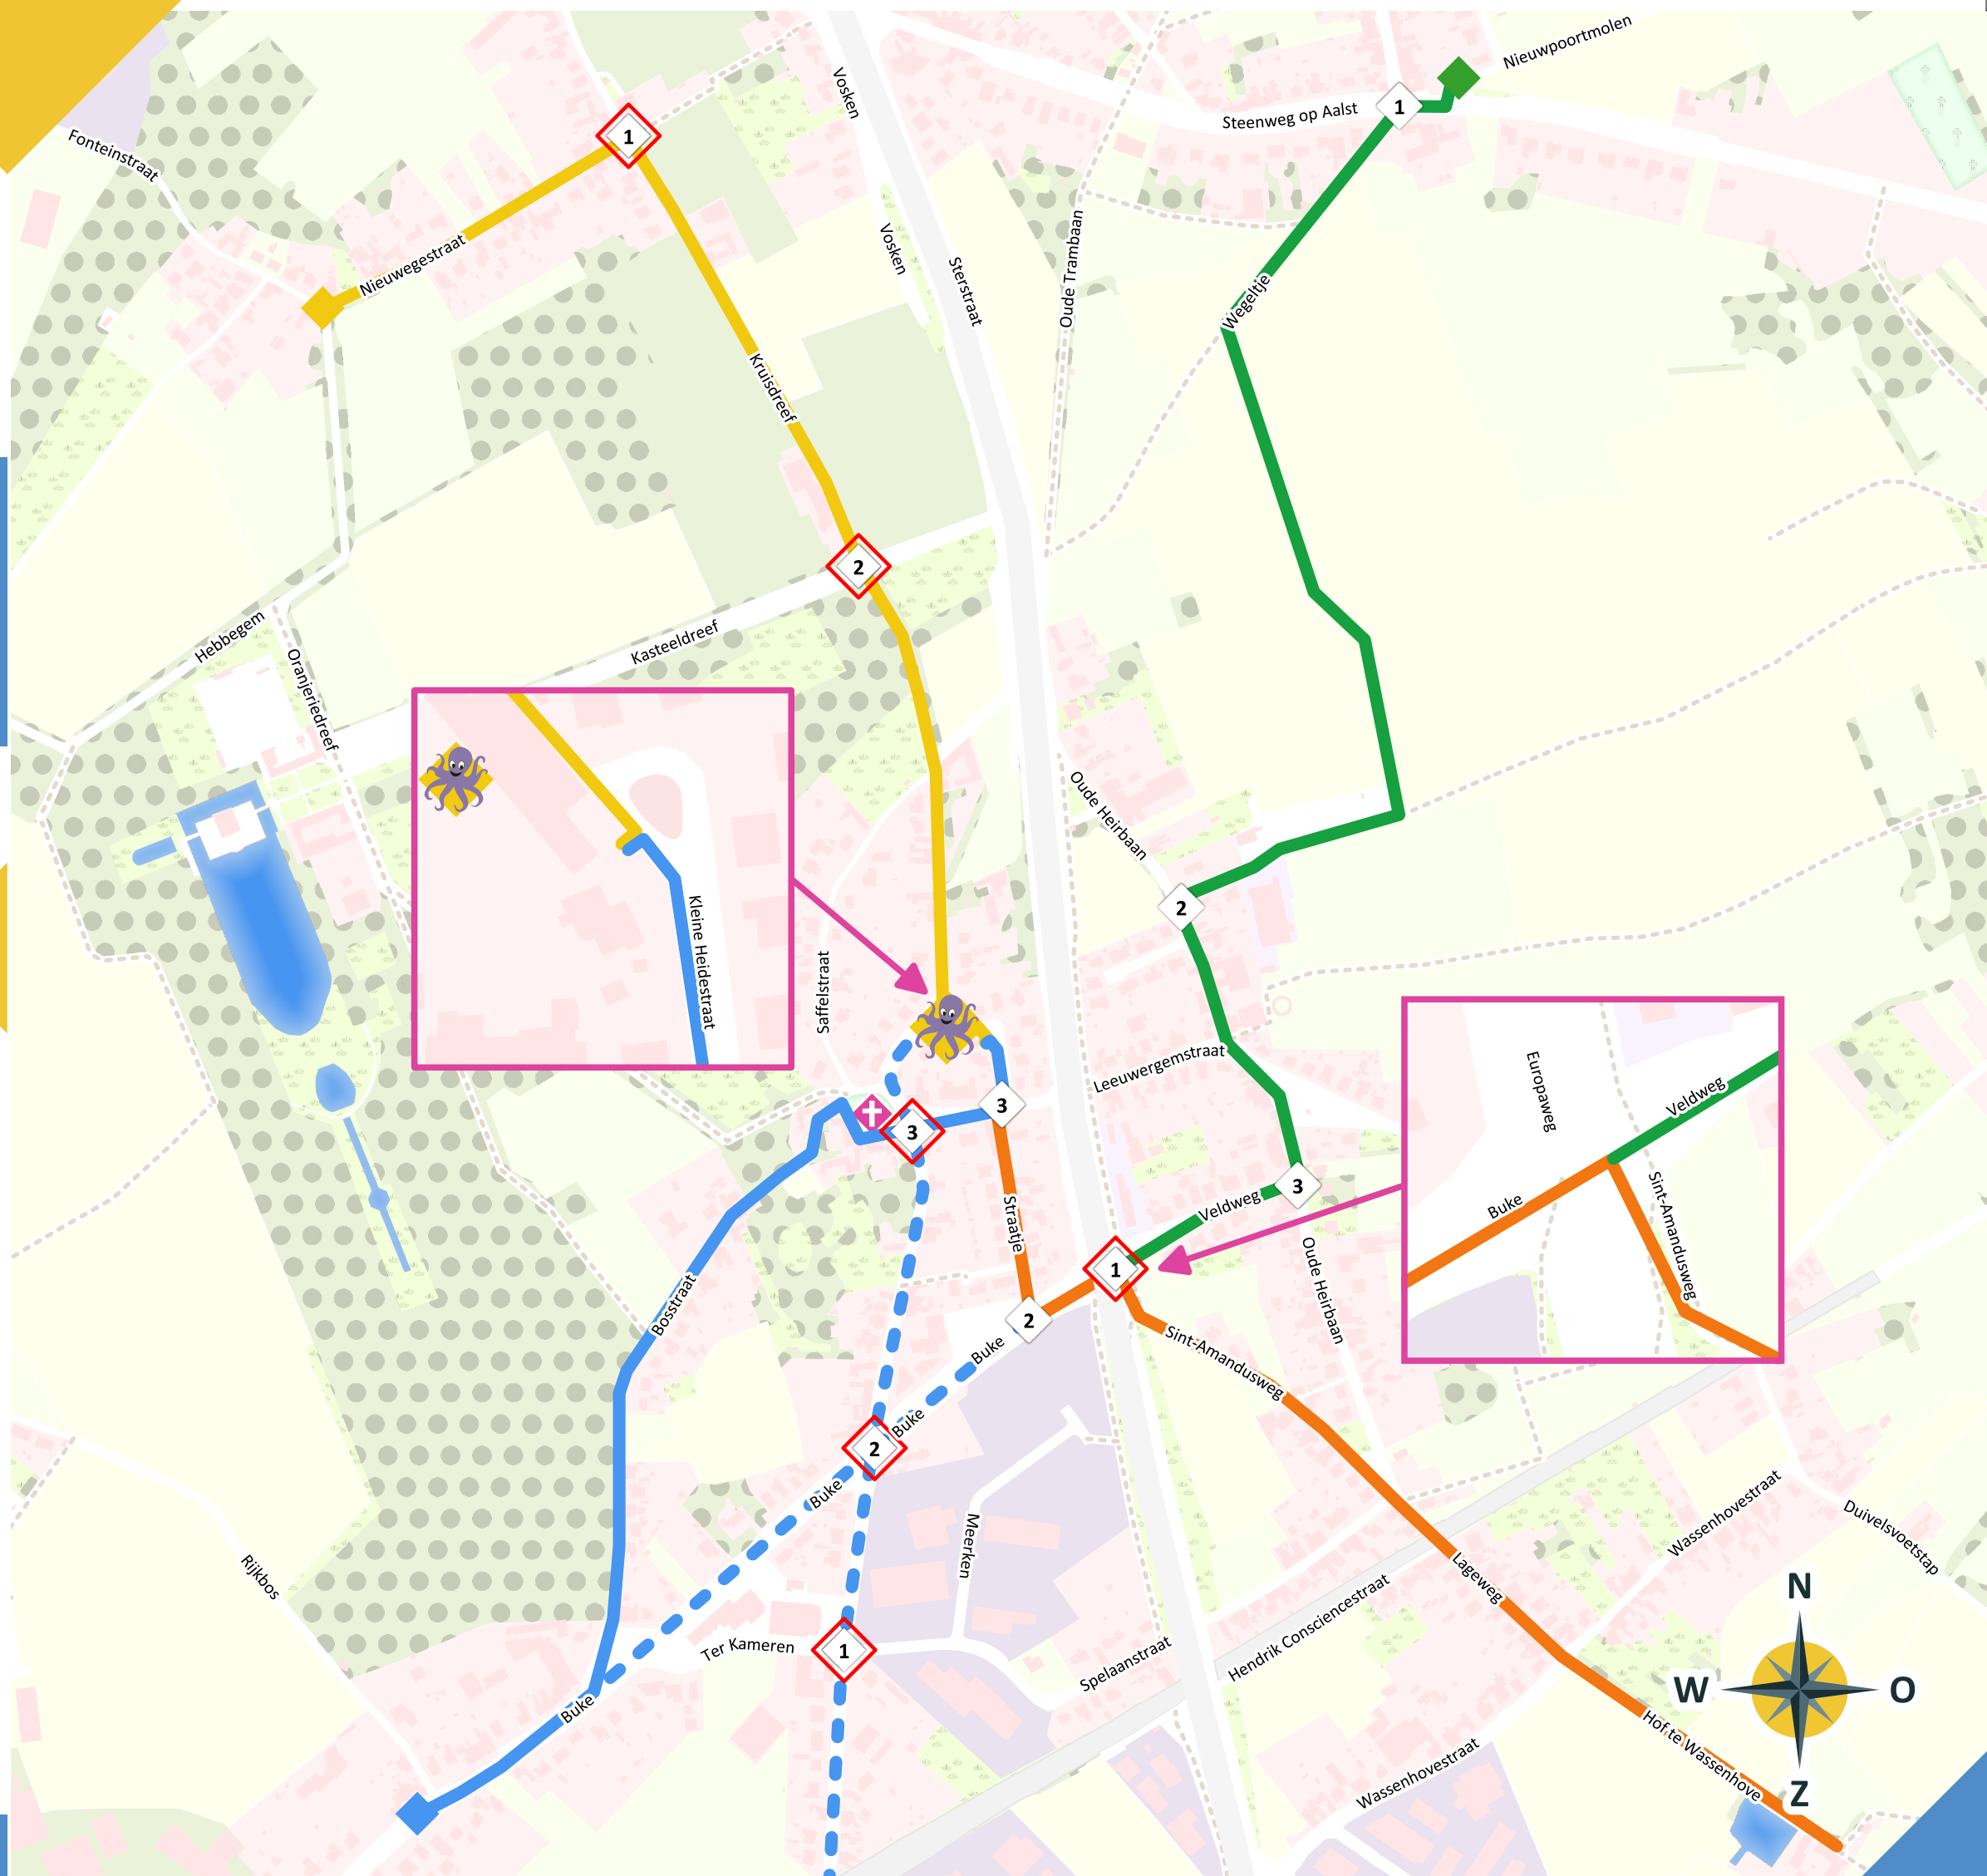 Nieuwpoortmolen
Vosken
1
Steenweg op Aalst
1
Fonteinstraat
Vosken
Nieuwegestraat
Sterstraat
Oude Trambaan
Wegeltje
Kruisdreef
2
Hebbegem
Kasteeldreef
Oranjeriedreef
Oude Heirbaan
2
Kleine Heidestraat
Saffelstraat
Leeuwergemstraat
3
3
Europaweg
Veldweg
Buke
Sint-Amandusweg
3
Veldweg
Straatje
Oude Heirbaan
1
2
Bosstraat
Buke
Sint-Amandusweg
Buke
2
Buke
Meerken
Wassenhovestraat
Duivelsvoetstap
Rijkbos
Lageweg
Hendrik Consciencestraat
N
Ter Kameren
1
Spelaanstraat
W
O
Buke
Hof te Wassenhove
Wassenhovestraat
Z